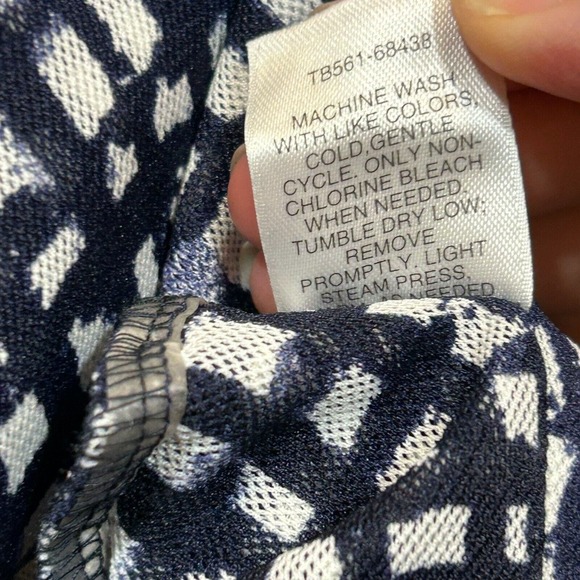 TB561-68438
MACHINE WASH
WITH LIKE COLORS,
COLD, GENTLE
CYCLE. ONLY NON-
CHLORINE BLEACH
WHEN NEEDED.
TUMBLE DRY LOW;
REMOVE
PROMPTLY. LIGHT
STEAM PRESS,
NEEDED